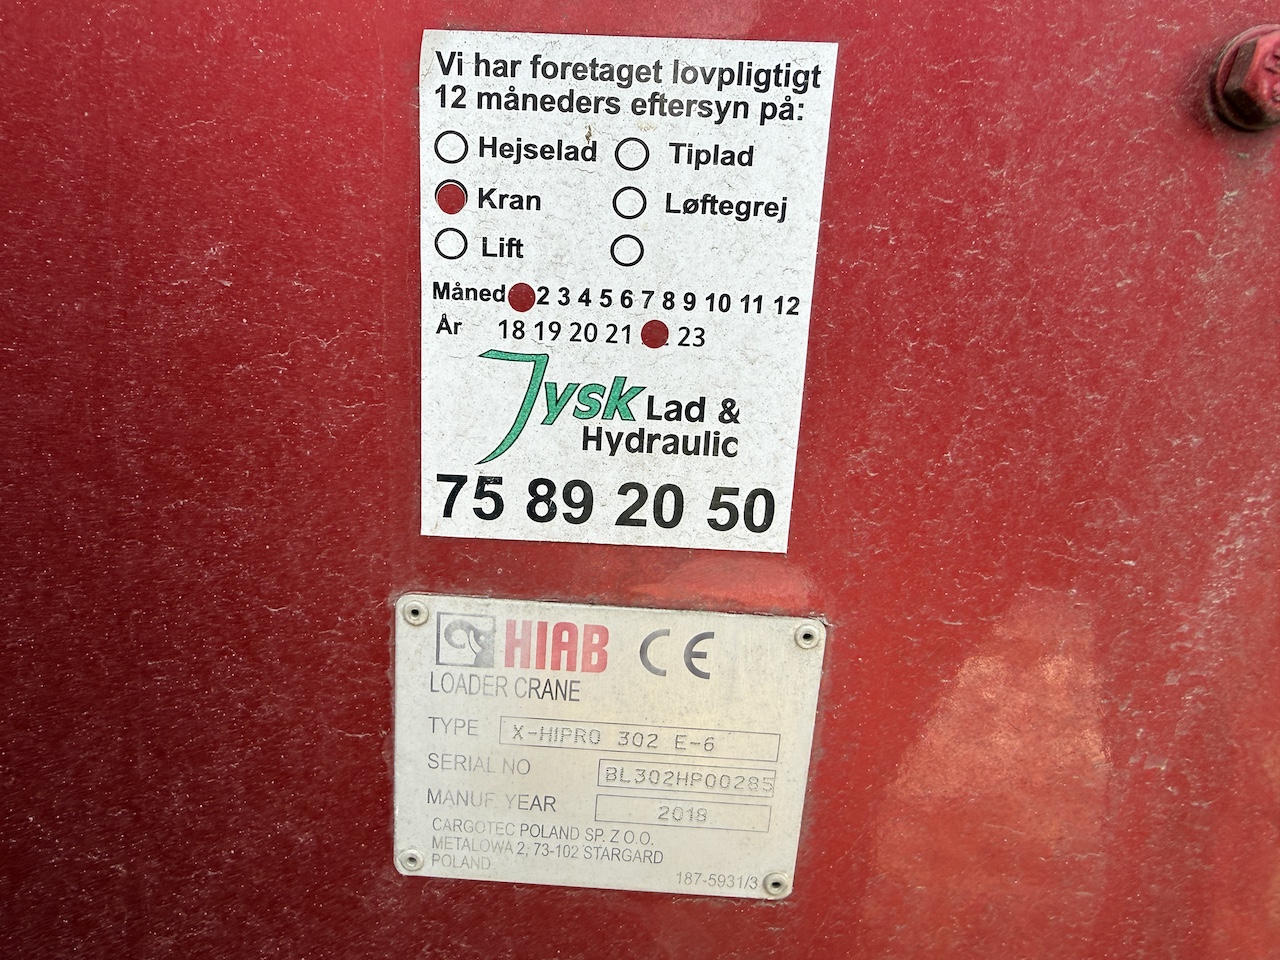 Vi har foretaget lovpligtigt
12 måneders eftersyn på:
Hejselad Tiplad
Kran Løftegrej
Lift
Måned 2 3 4 5 6 7 8 9 10 11 12
År 18 19 20 21 23
Jysk Lad &
Hydraulic
75 89 20 50
HIAB CE
LOADER CRANE
TYPE X-HIPRO 302 E-6
SERIAL NO BL302HP00285
MANUF. YEAR 2018
CARGOTEC POLAND SP. Z O.O.
METALOWA 2, 73-102 STARGARD
POLAND
187-5931/3